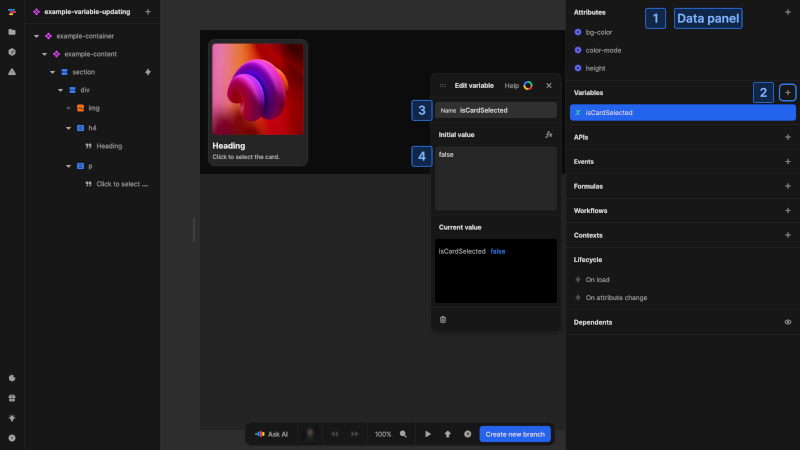 example-variable-updating
example-container
example-content
section
div
img
h4
Heading
p
Click to select ...
Heading
Click to select the card.
Edit variable
Help
3
Name isCardSelected
Initial value
fx
4
false
Current value
isCardSelected false
Ask AI
100%
Create new branch
Attributes
1 Data panel
bg-color
color-mode
height
Variables
2
isCardSelected
APIs
Events
Formulas
Workflows
Contexts
Lifecycle
On load
On attribute change
Dependents